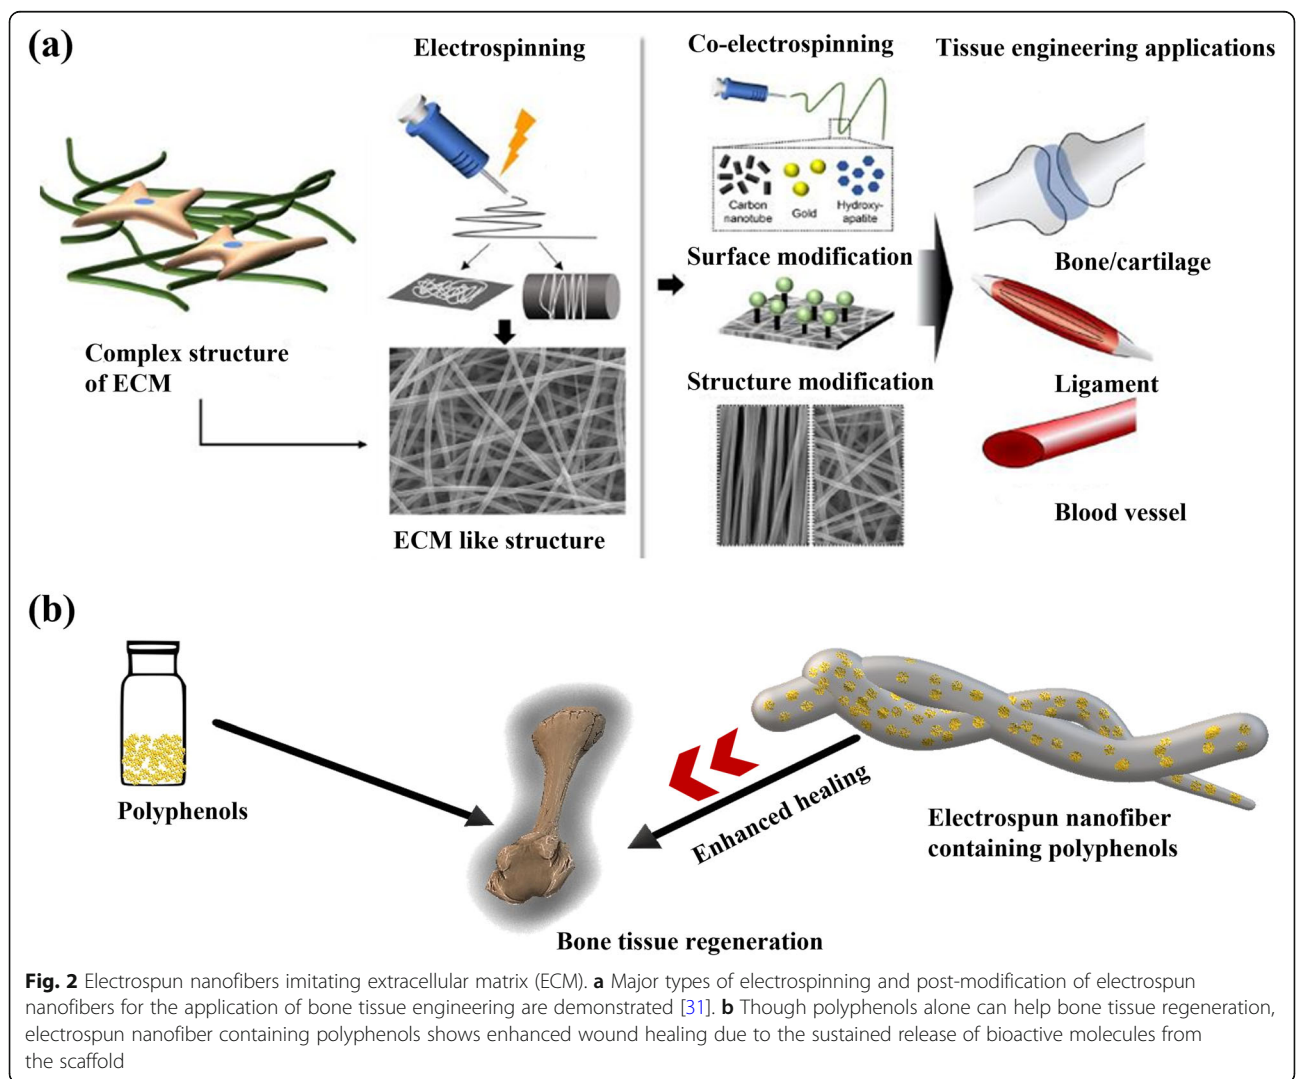 (a)
Electrospinning
Co-electrospinning
Tissue engineering applications
Carbon
nanotube
Gold
Hydroxy-
apatite
Complex structure
of ECM
ECM like structure
Surface modification
Structure modification
Bone/cartilage
Ligament
Blood vessel
(b)
Polyphenols
Enhanced healing
Electrospun nanofiber
containing polyphenols
Bone tissue regeneration
Fig. 2 Electrospun nanofibers imitating extracellular matrix (ECM). a Major types of electrospinning and post-modification of electrospun
nanofibers for the application of bone tissue engineering are demonstrated [31]. b Though polyphenols alone can help bone tissue regeneration,
electrospun nanofiber containing polyphenols shows enhanced wound healing due to the sustained release of bioactive molecules from
the scaffold